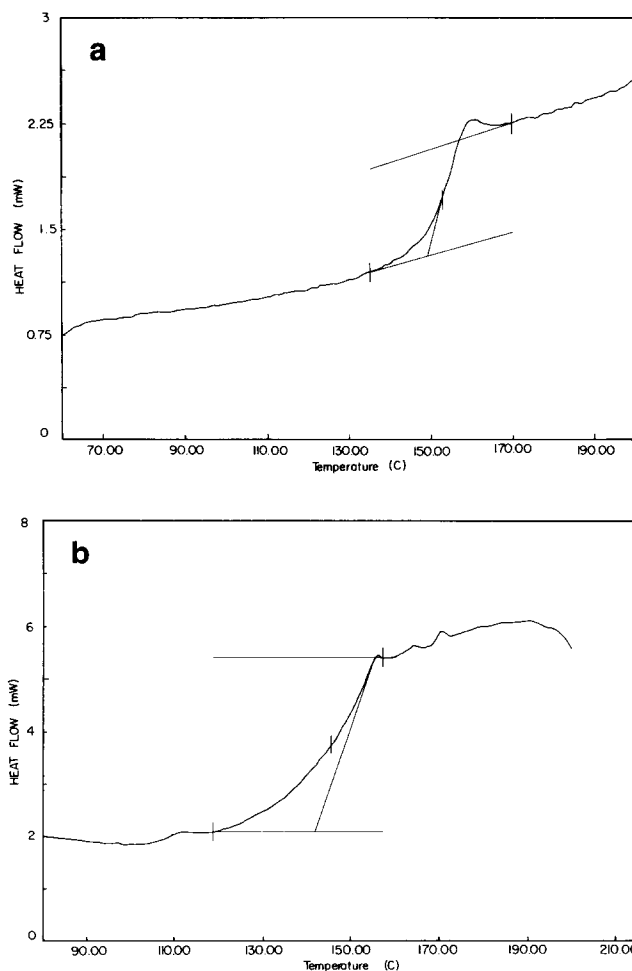 3
a
2.25
1.5
0.75
0
HEAT FLOW (mW)
70.00 90.00 110.00 130.00 150.00 170.00 190.00
Temperature (C)
8
b
6
4
2
0
HEAT FLOW (mW)
90.00 110.00 130.00 150.00 170.00 190.00 210.00
Temperature (C)